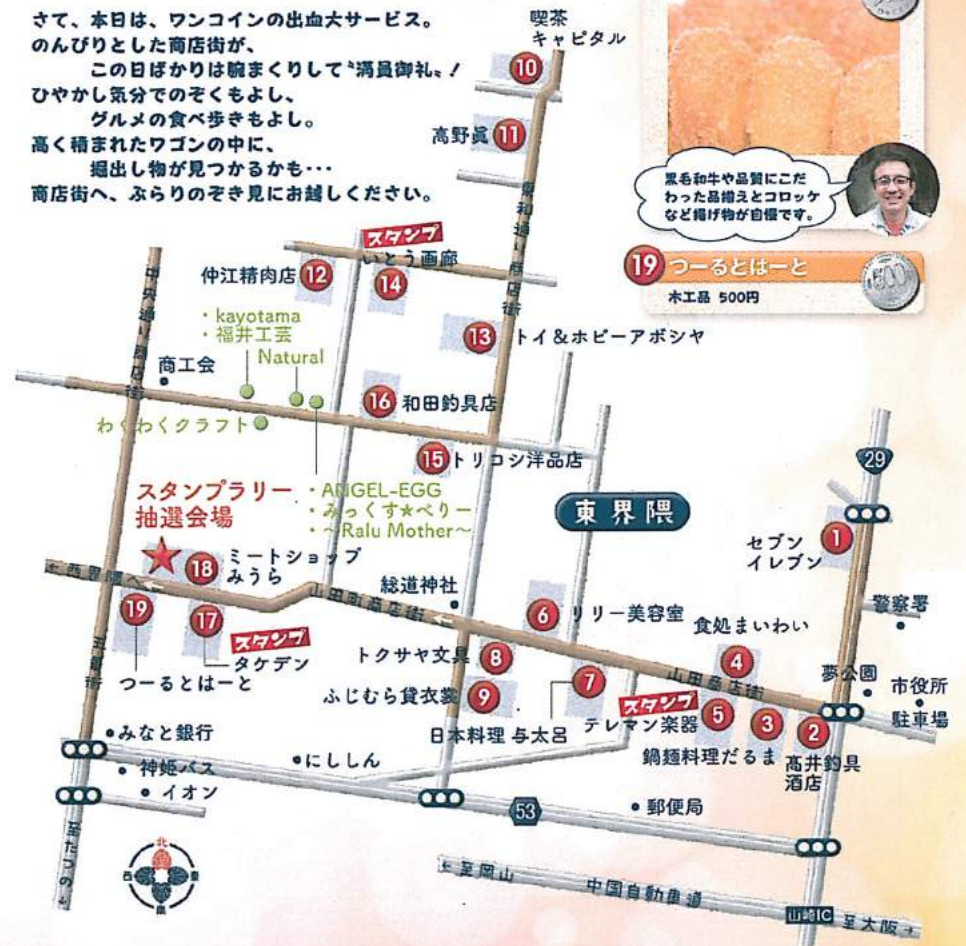 さて、本日は、ワンコインの出血大サービス。
のんびりとした商店街が、
この日ばかりは腕まくりして〝満員御礼〟!
ひやかし気分でのぞくもよし、
グルメの食べ歩きもよし。
高く積まれたワゴンの中に、
掘出し物が見つかるかも・・・
商店街へ、ぶらりのぞき見にお越しください。
黒毛和牛や品質にこだ
わった品揃えとコロッケ
など揚げ物が自慢です。
19 つーるとはーと
500
木工品 500円
喫茶
キャピタル
10
高野眞 11
スタンプ
いとう画廊
14
仲江精肉店 12
13 トイ&ホビーアボシヤ
・kayotama
・福井工芸
Natural
商工会
中央通り商店街
16 和田釣具店
わくわくクラフト
15 トリコシ洋品店
・ANGEL-EGG
・みっくす★べりー
・~Ralu Mother~
東界隈
29
スタンプラリー
抽選会場
18 ミートショップ
みうら
19
つーるとはーと
17
スタンプ
タケデン
山田町商店街
総道神社
6 リリー美容室
トクサヤ文具 8
ふじむら貸衣裳 9
7
日本料理 与太呂
1
セブン
イレブン
警察署
食処まいわい
4
山田商店街
夢公園
市役所
駐車場
スタンプ
テレマン楽器 5
3
鍋麺料理だるま
2
髙井釣具
酒店
・みなと銀行
・神姫バス
・イオン
・にししん
53
・郵便局
至たつの
北
西
東
南
←至岡山
中国自動車道
山崎IC
至大阪→